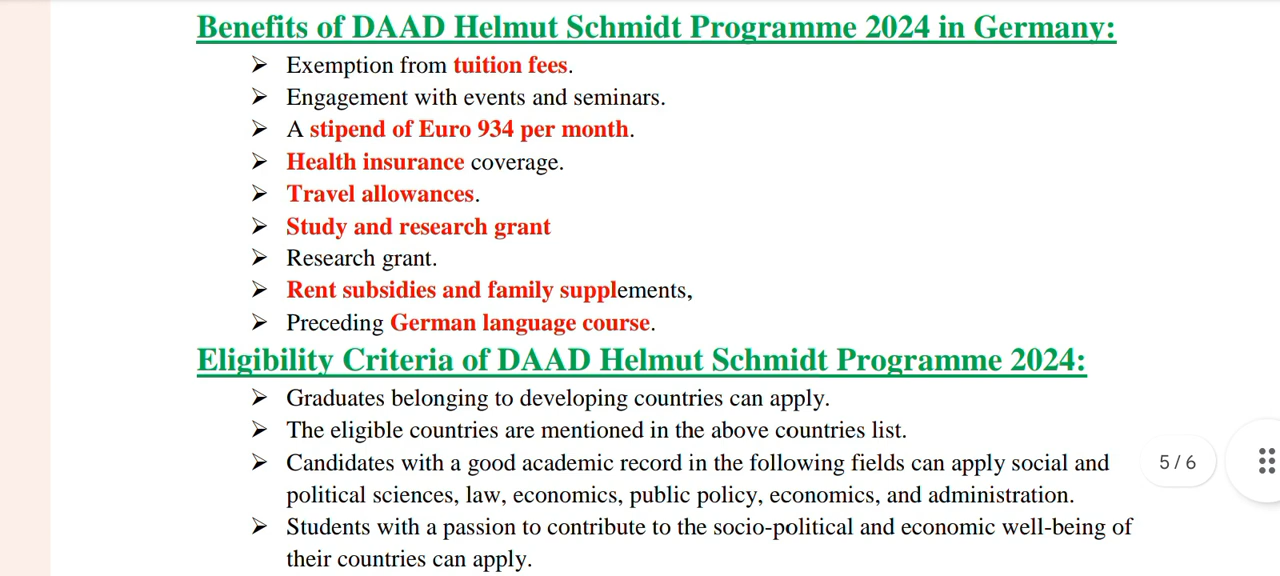 Benefits of DAAD Helmut Schmidt Programme 2024 in Germany:
➢ Exemption from tuition fees.
➢ Engagement with events and seminars.
➢ A stipend of Euro 934 per month.
➢ Health insurance coverage.
➢ Travel allowances.
➢ Study and research grant
➢ Research grant.
➢ Rent subsidies and family supplements,
➢ Preceding German language course.
Eligibility Criteria of DAAD Helmut Schmidt Programme 2024:
➢ Graduates belonging to developing countries can apply.
➢ The eligible countries are mentioned in the above countries list.
➢ Candidates with a good academic record in the following fields can apply social and
political sciences, law, economics, public policy, economics, and administration.
➢ Students with a passion to contribute to the socio-political and economic well-being of
their countries can apply.
5 / 6